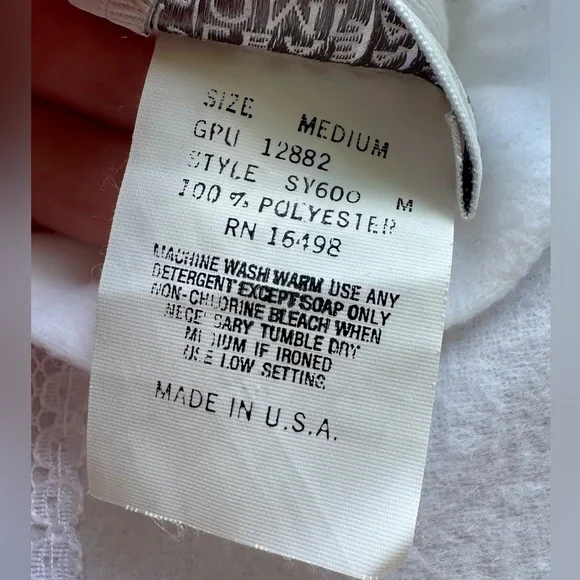 SIZE MEDIUM
GPU 12882
STYLE SY600 M
100% POLYESTER
RN 16498
MACHINE WASH WARM USE ANY
DETERGENT EXCEPT SOAP ONLY
NON-CHLORINE BLEACH WHEN
NECESSARY TUMBLE DRY
MEDIUM IF IRONED
USE LOW SETTING
MADE IN U.S.A.